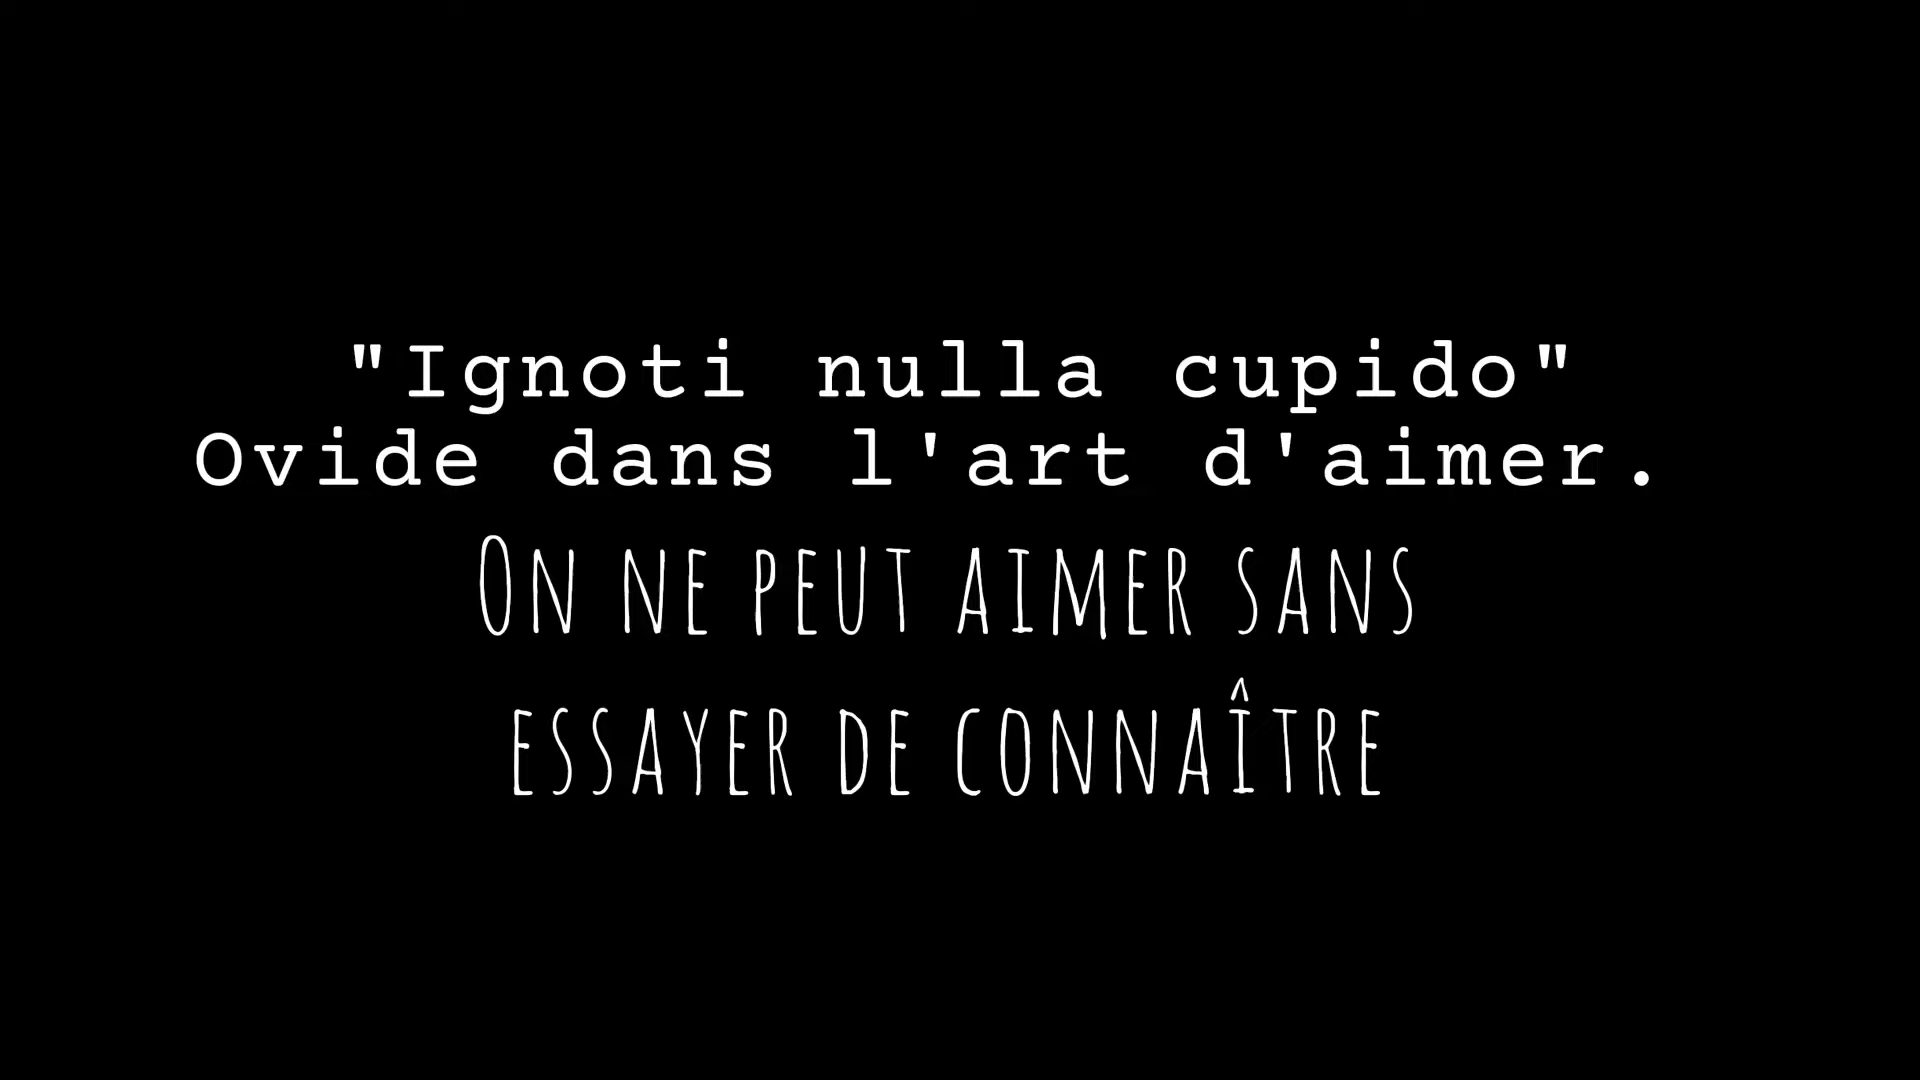 "Ignoti nulla cupido"
Ovide dans l'art d'aimer.
On ne peut aimer sans
essayer de connaître